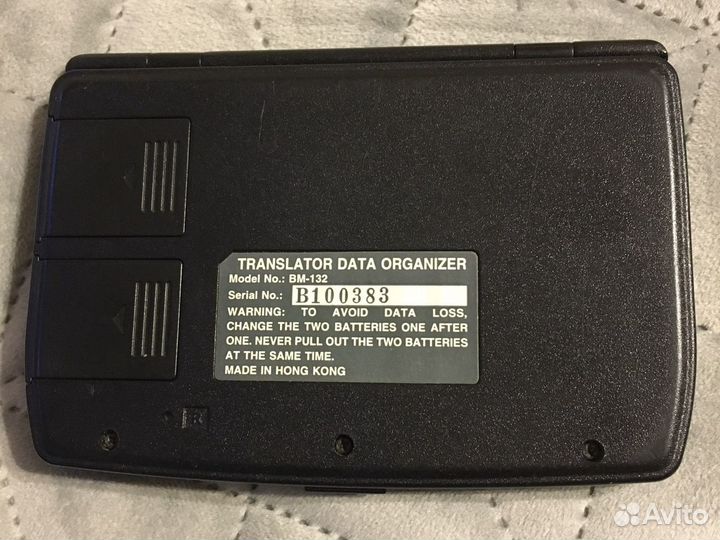 TRANSLATOR DATA ORGANIZER
Model No.: BM-132
Serial No.: B100383
WARNING: TO AVOID DATA LOSS,
CHANGE THE TWO BATTERIES ONE AFTER
ONE. NEVER PULL OUT THE TWO BATTERIES
AT THE SAME TIME.
MADE IN HONG KONG
R
Avito